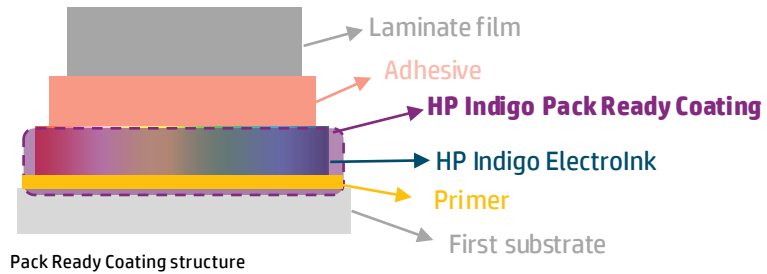 Laminate film
Adhesive
HP Indigo Pack Ready Coating
HP Indigo ElectroInk
Primer
First substrate
Pack Ready Coating structure